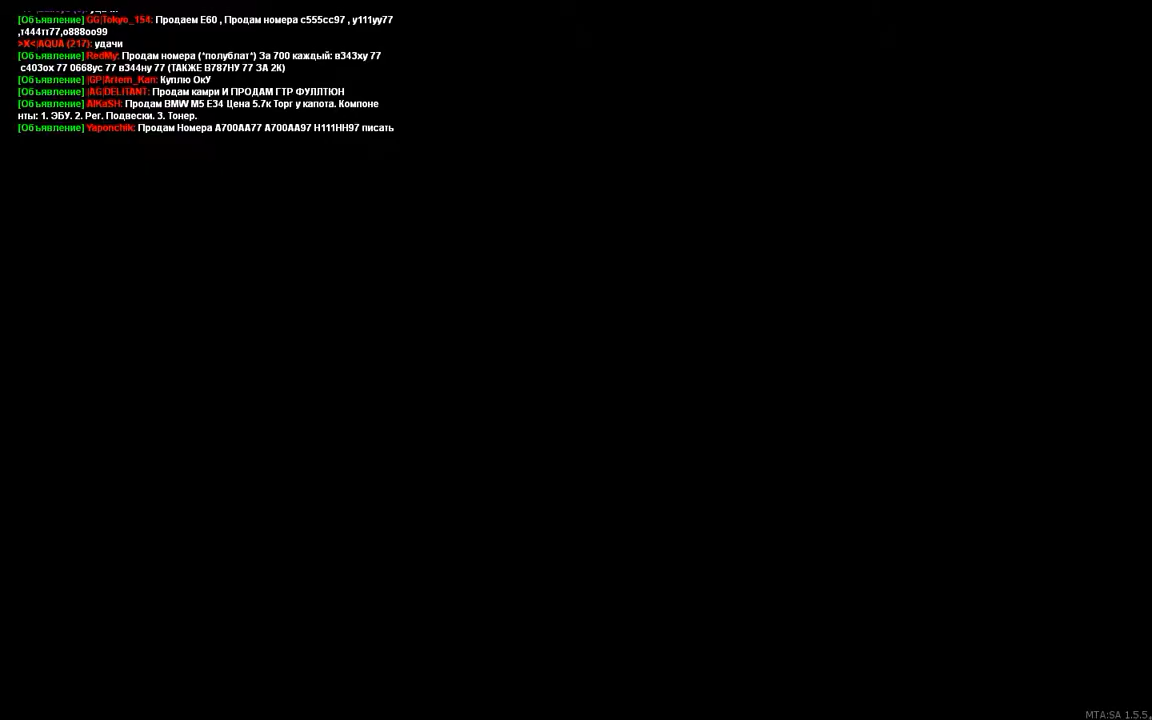 [Объявление] GG|Tokyo_154: Продаем Е60 , Продам номера с555сс97 , у111уу77
,т444тт77,о888оо99
>X<|AQUA (217): удачи
[Объявление] RedMy: Продам номера (*полублат*) За 700 каждый: в343ху 77
с403ох 77 0668ус 77 в344ну 77 (ТАКЖЕ В787НУ 77 ЗА 2К)
[Объявление] |GP|Artem_Kan: Куплю ОкУ
[Объявление] |AG|DELITANT: Продам камри И ПРОДАМ ГТР ФУЛЛТЮН
[Объявление] AlKaSH: Продам BMW M5 E34 Цена 5.7к Торг у капота. Компоне
нты: 1. ЭБУ. 2. Рег. Подвески. 3. Тонер.
[Объявление] Yaponchik: Продам Номера А700АА77 А700АА97 Н111НН97 писать
MTA:SA 1.5.5